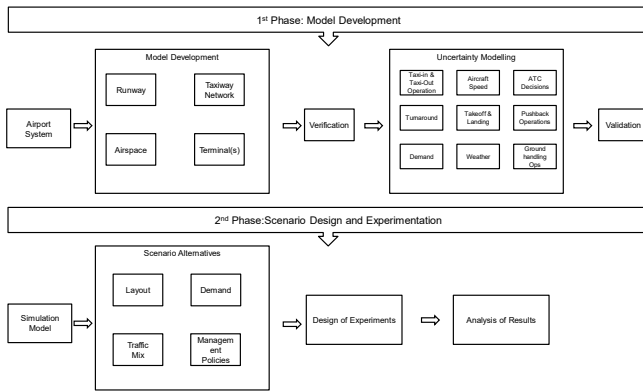 1st Phase: Model Development
Model Development
Runway
Taxiway
Network
Airspace
Terminal(s)
Airport
System
Verification
Uncertainty Modelling
Taxi-in &
Taxi-Out
Operation
Aircraft
Speed
ATC
Decisions
Turnaround
Takeoff &
Landing
Pushback
Operations
Demand
Weather
Ground
handling
Ops
Validation
2nd Phase:Scenario Design and Experimentation
Scenario Alternatives
Layout
Demand
Traffic
Mix
Managem
ent
Policies
Simulation
Model
Design of Experiments
Analysis of Results